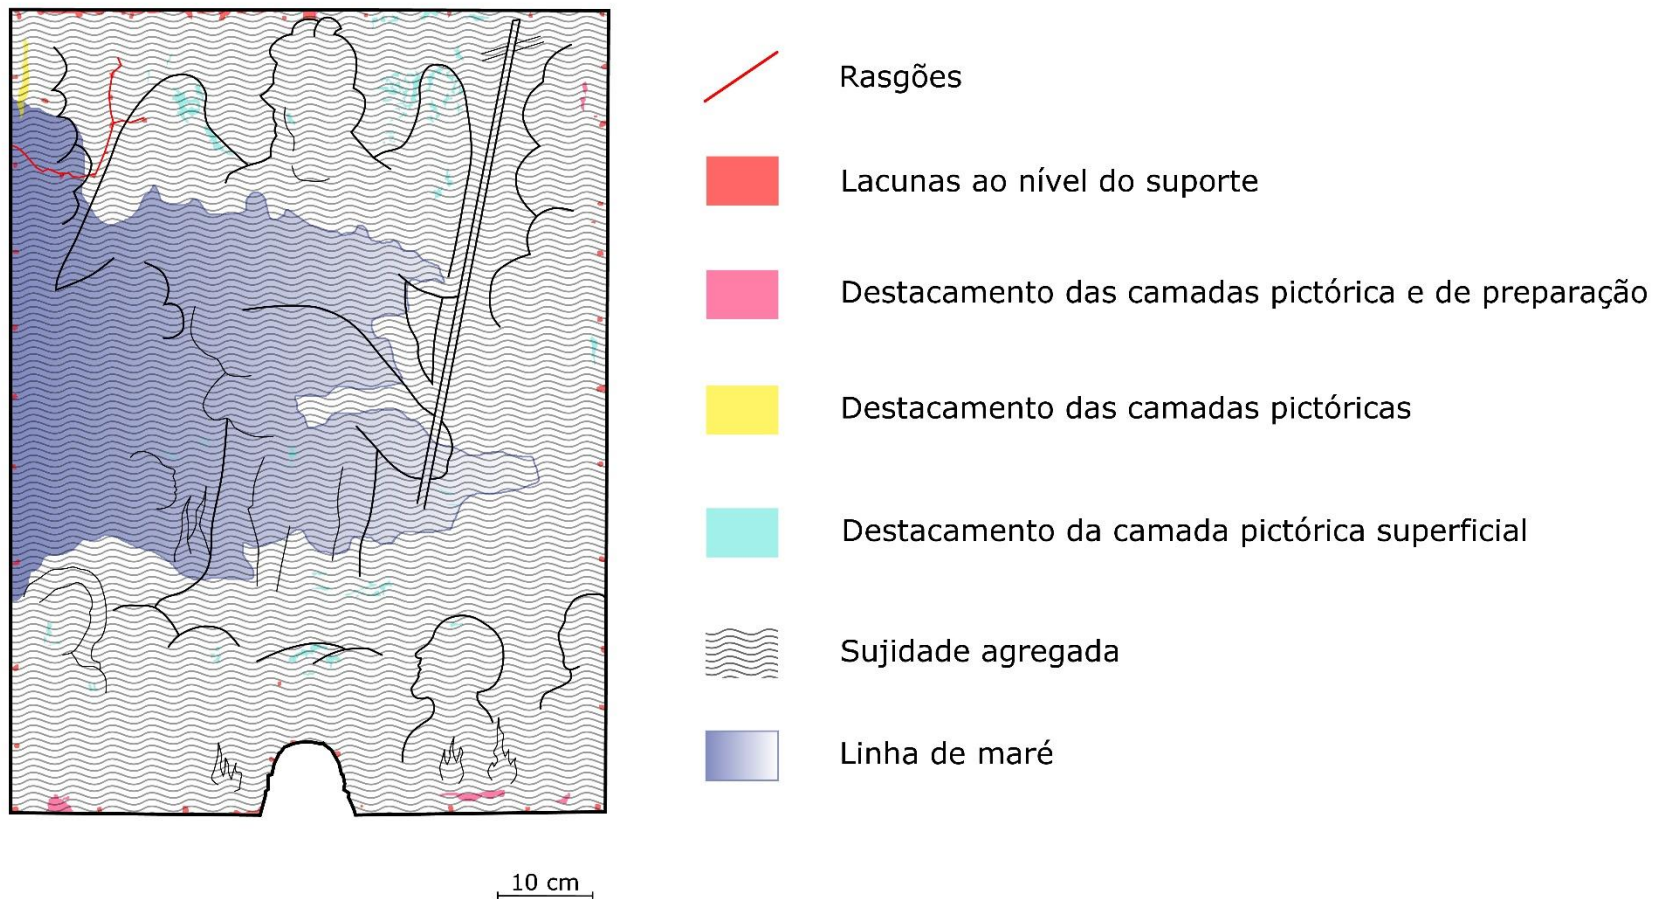 Rasgões
Lacunas ao nível do suporte
Destacamento das camadas pictórica e de preparação
Destacamento das camadas pictóricas
Destacamento da camada pictórica superficial
Sujidade agregada
Linha de maré
10 cm